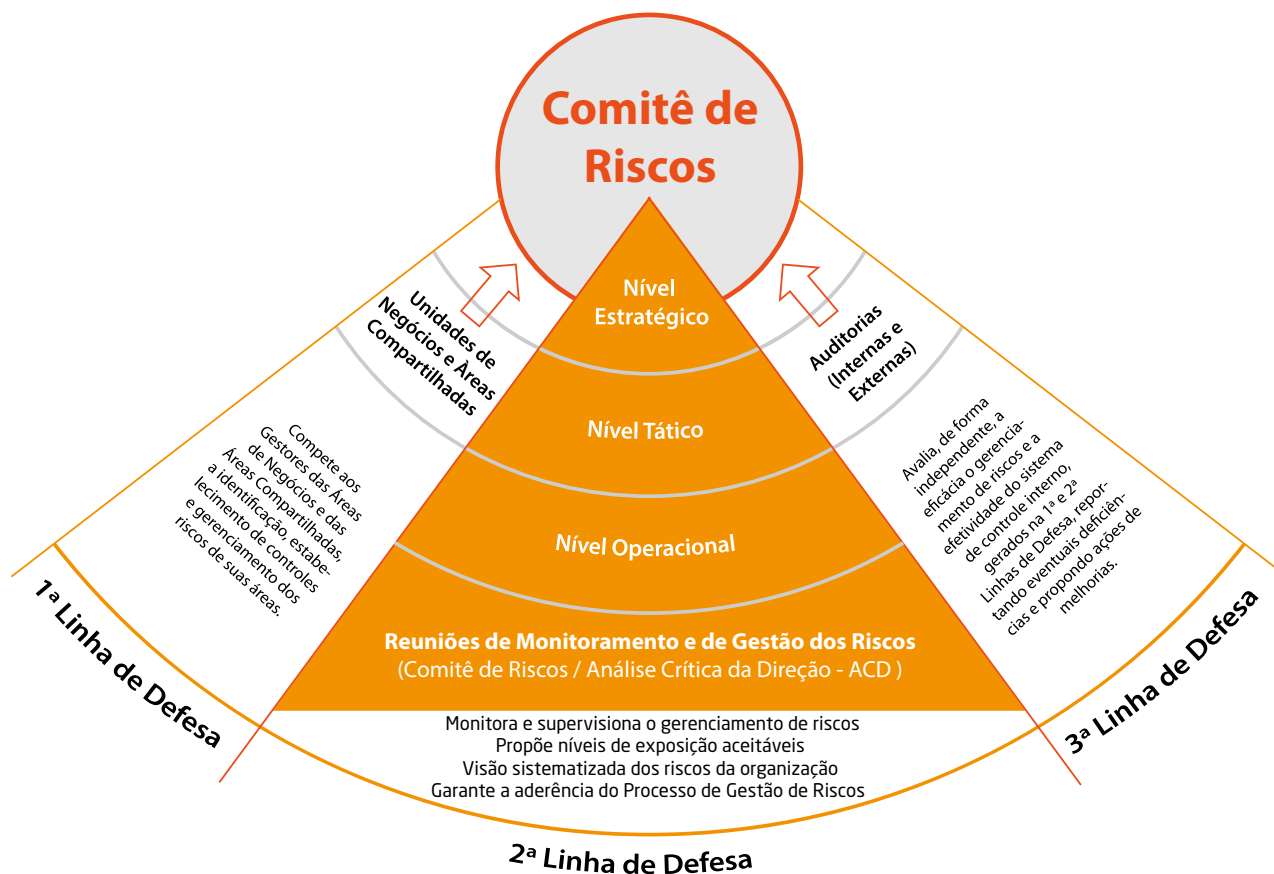 Comitê de
Riscos
Nível
Estratégico
Nível Tático
Nível Operacional
Reuniões de Monitoramento e de Gestão dos Riscos
(Comitê de Riscos / Análise Crítica da Direção - ACD )
Unidades de
Negócios e Àreas
Compartilhadas
Compete aos
Gestores das Áreas
de Negócios e das
Áreas Compartilhadas,
a identificação, estabe-
lecimento de controles
e gerenciamento dos
riscos de suas áreas.
1ª Linha de Defesa
Monitora e supervisiona o gerenciamento de riscos
Propõe níveis de exposição aceitáveis
Visão sistematizada dos riscos da organização
Garante a aderência do Processo de Gestão de Riscos
2ª Linha de Defesa
Auditorias
(Internas e
Externas)
Avalia, de forma
independente, a
eficácia o gerencia-
mento de riscos e a
efetividade do sistema
de controle interno,
gerados na 1ª e 2ª
Linhas de Defesa, repor-
tando eventuais deficiên-
cias e propondo ações de
melhorias.
3ª Linha de Defesa